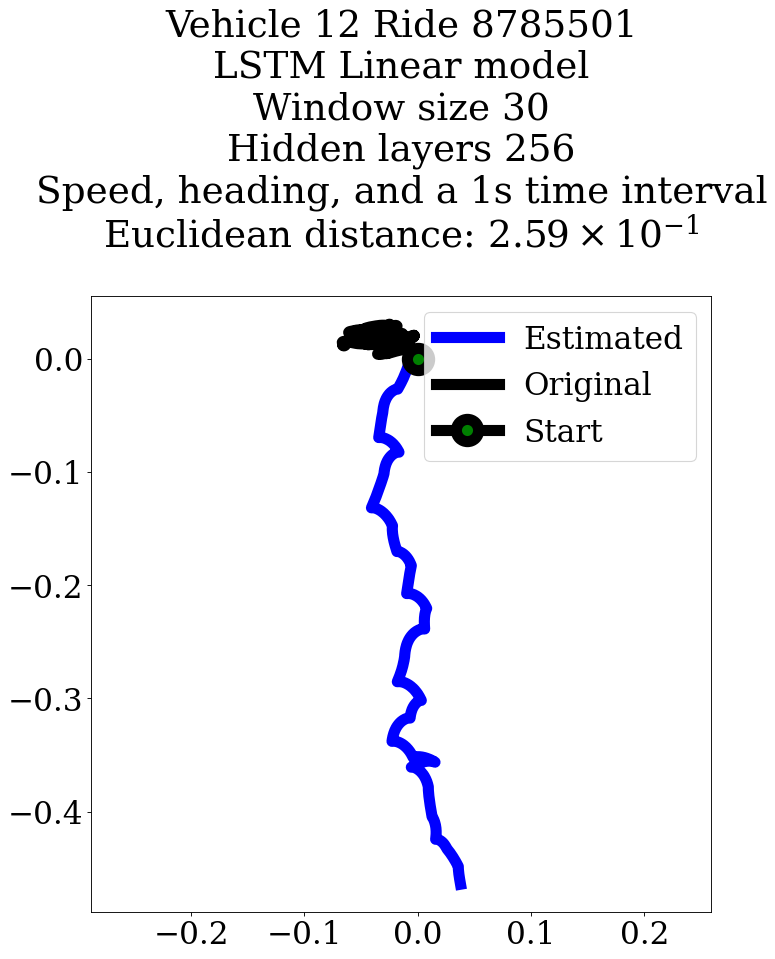 Vehicle 12 Ride 8785501
LSTM Linear model
Window size 30
Hidden layers 256
Speed, heading, and a 1s time interval
Euclidean distance: 2.59 × 10⁻¹
Estimated
Original
Start
0.0
−0.1
−0.2
−0.3
−0.4
−0.2 −0.1 0.0 0.1 0.2